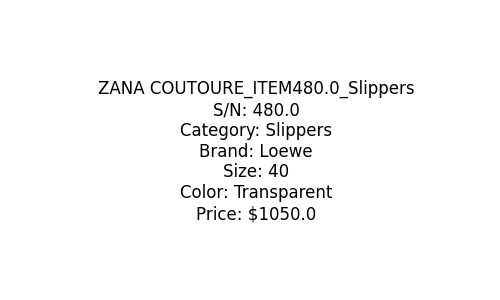 ZANA COUTOURE_ITEM480.0_Slippers
S/N: 480.0
Category: Slippers
Brand: Loewe
Size: 40
Color: Transparent
Price: $1050.0